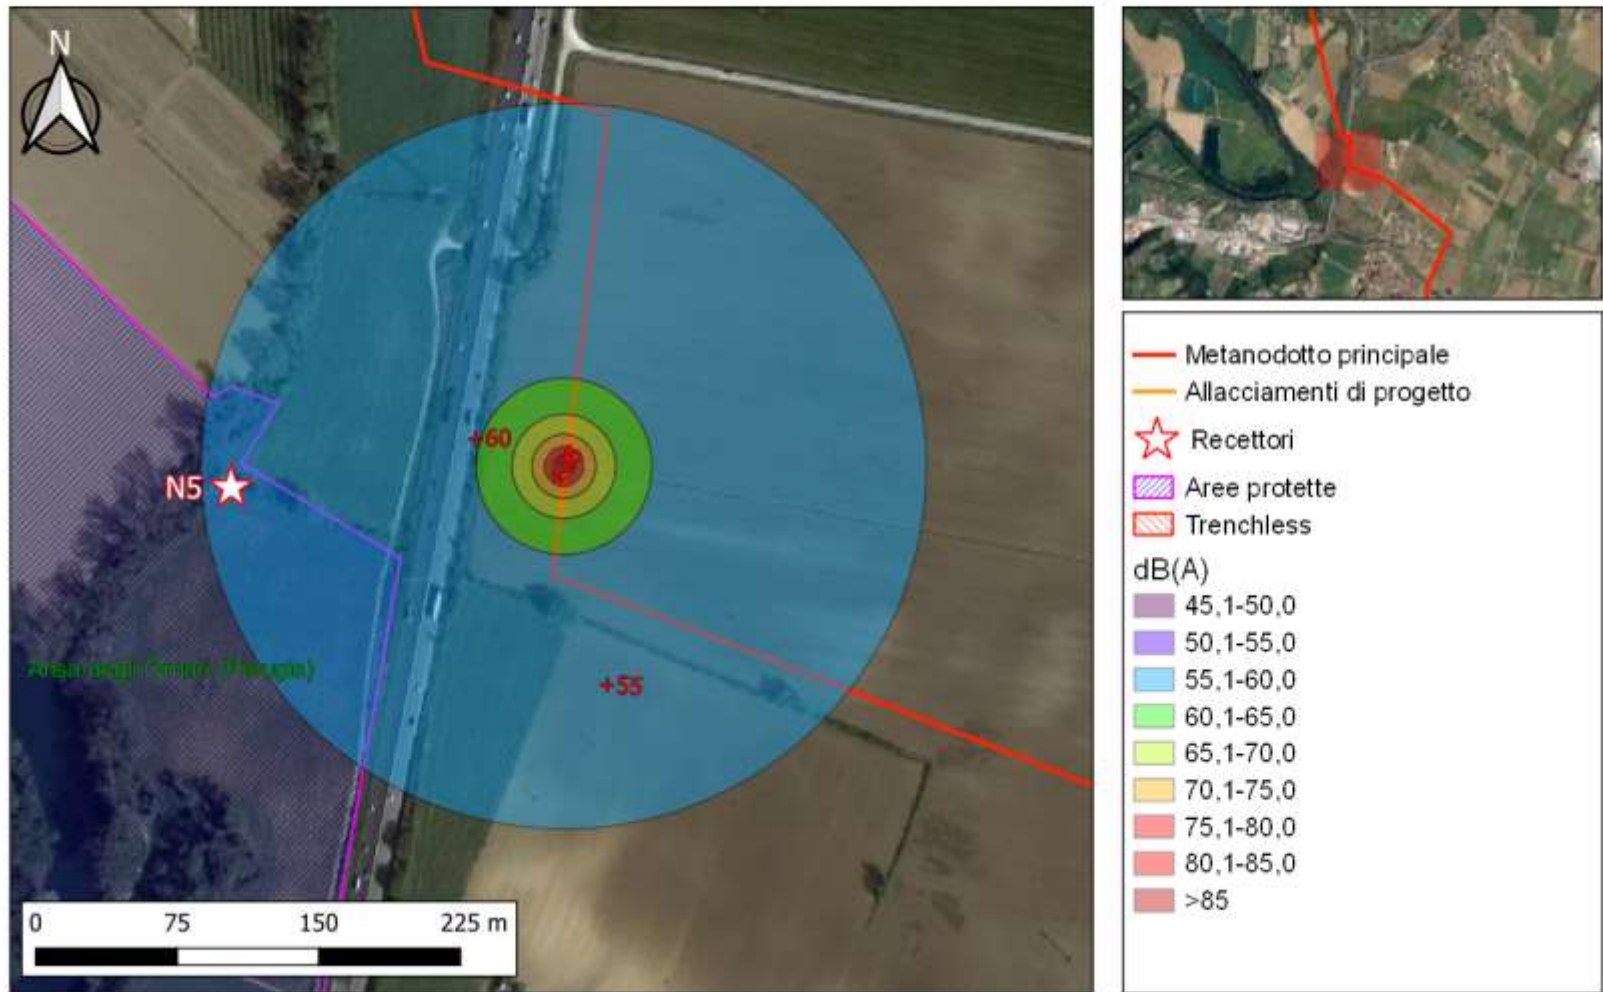 N
+60
N5
+55
0 75 150 225 m
Metanodotto principale
Allacciamenti di progetto
Recettori
Aree protette
Trenchless
dB(A)
45,1-50,0
50,1-55,0
55,1-60,0
60,1-65,0
65,1-70,0
70,1-75,0
75,1-80,0
80,1-85,0
>85